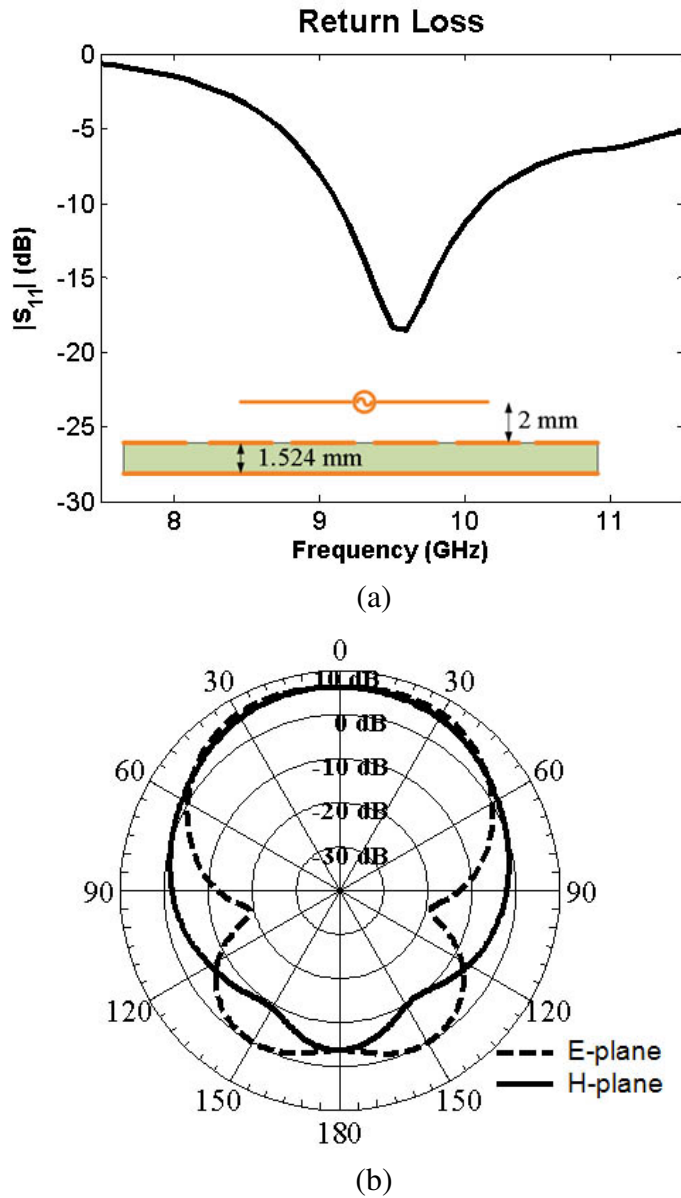 Return Loss
0
-5
-10
-15
-20
-25
-30
|S11| (dB)
2 mm
1.524 mm
8
9
10
11
Frequency (GHz)
(a)
0
30
30
60
60
90
90
120
120
150
150
180
10 dB
0 dB
-10 dB
-20 dB
-30 dB
E-plane
H-plane
(b)